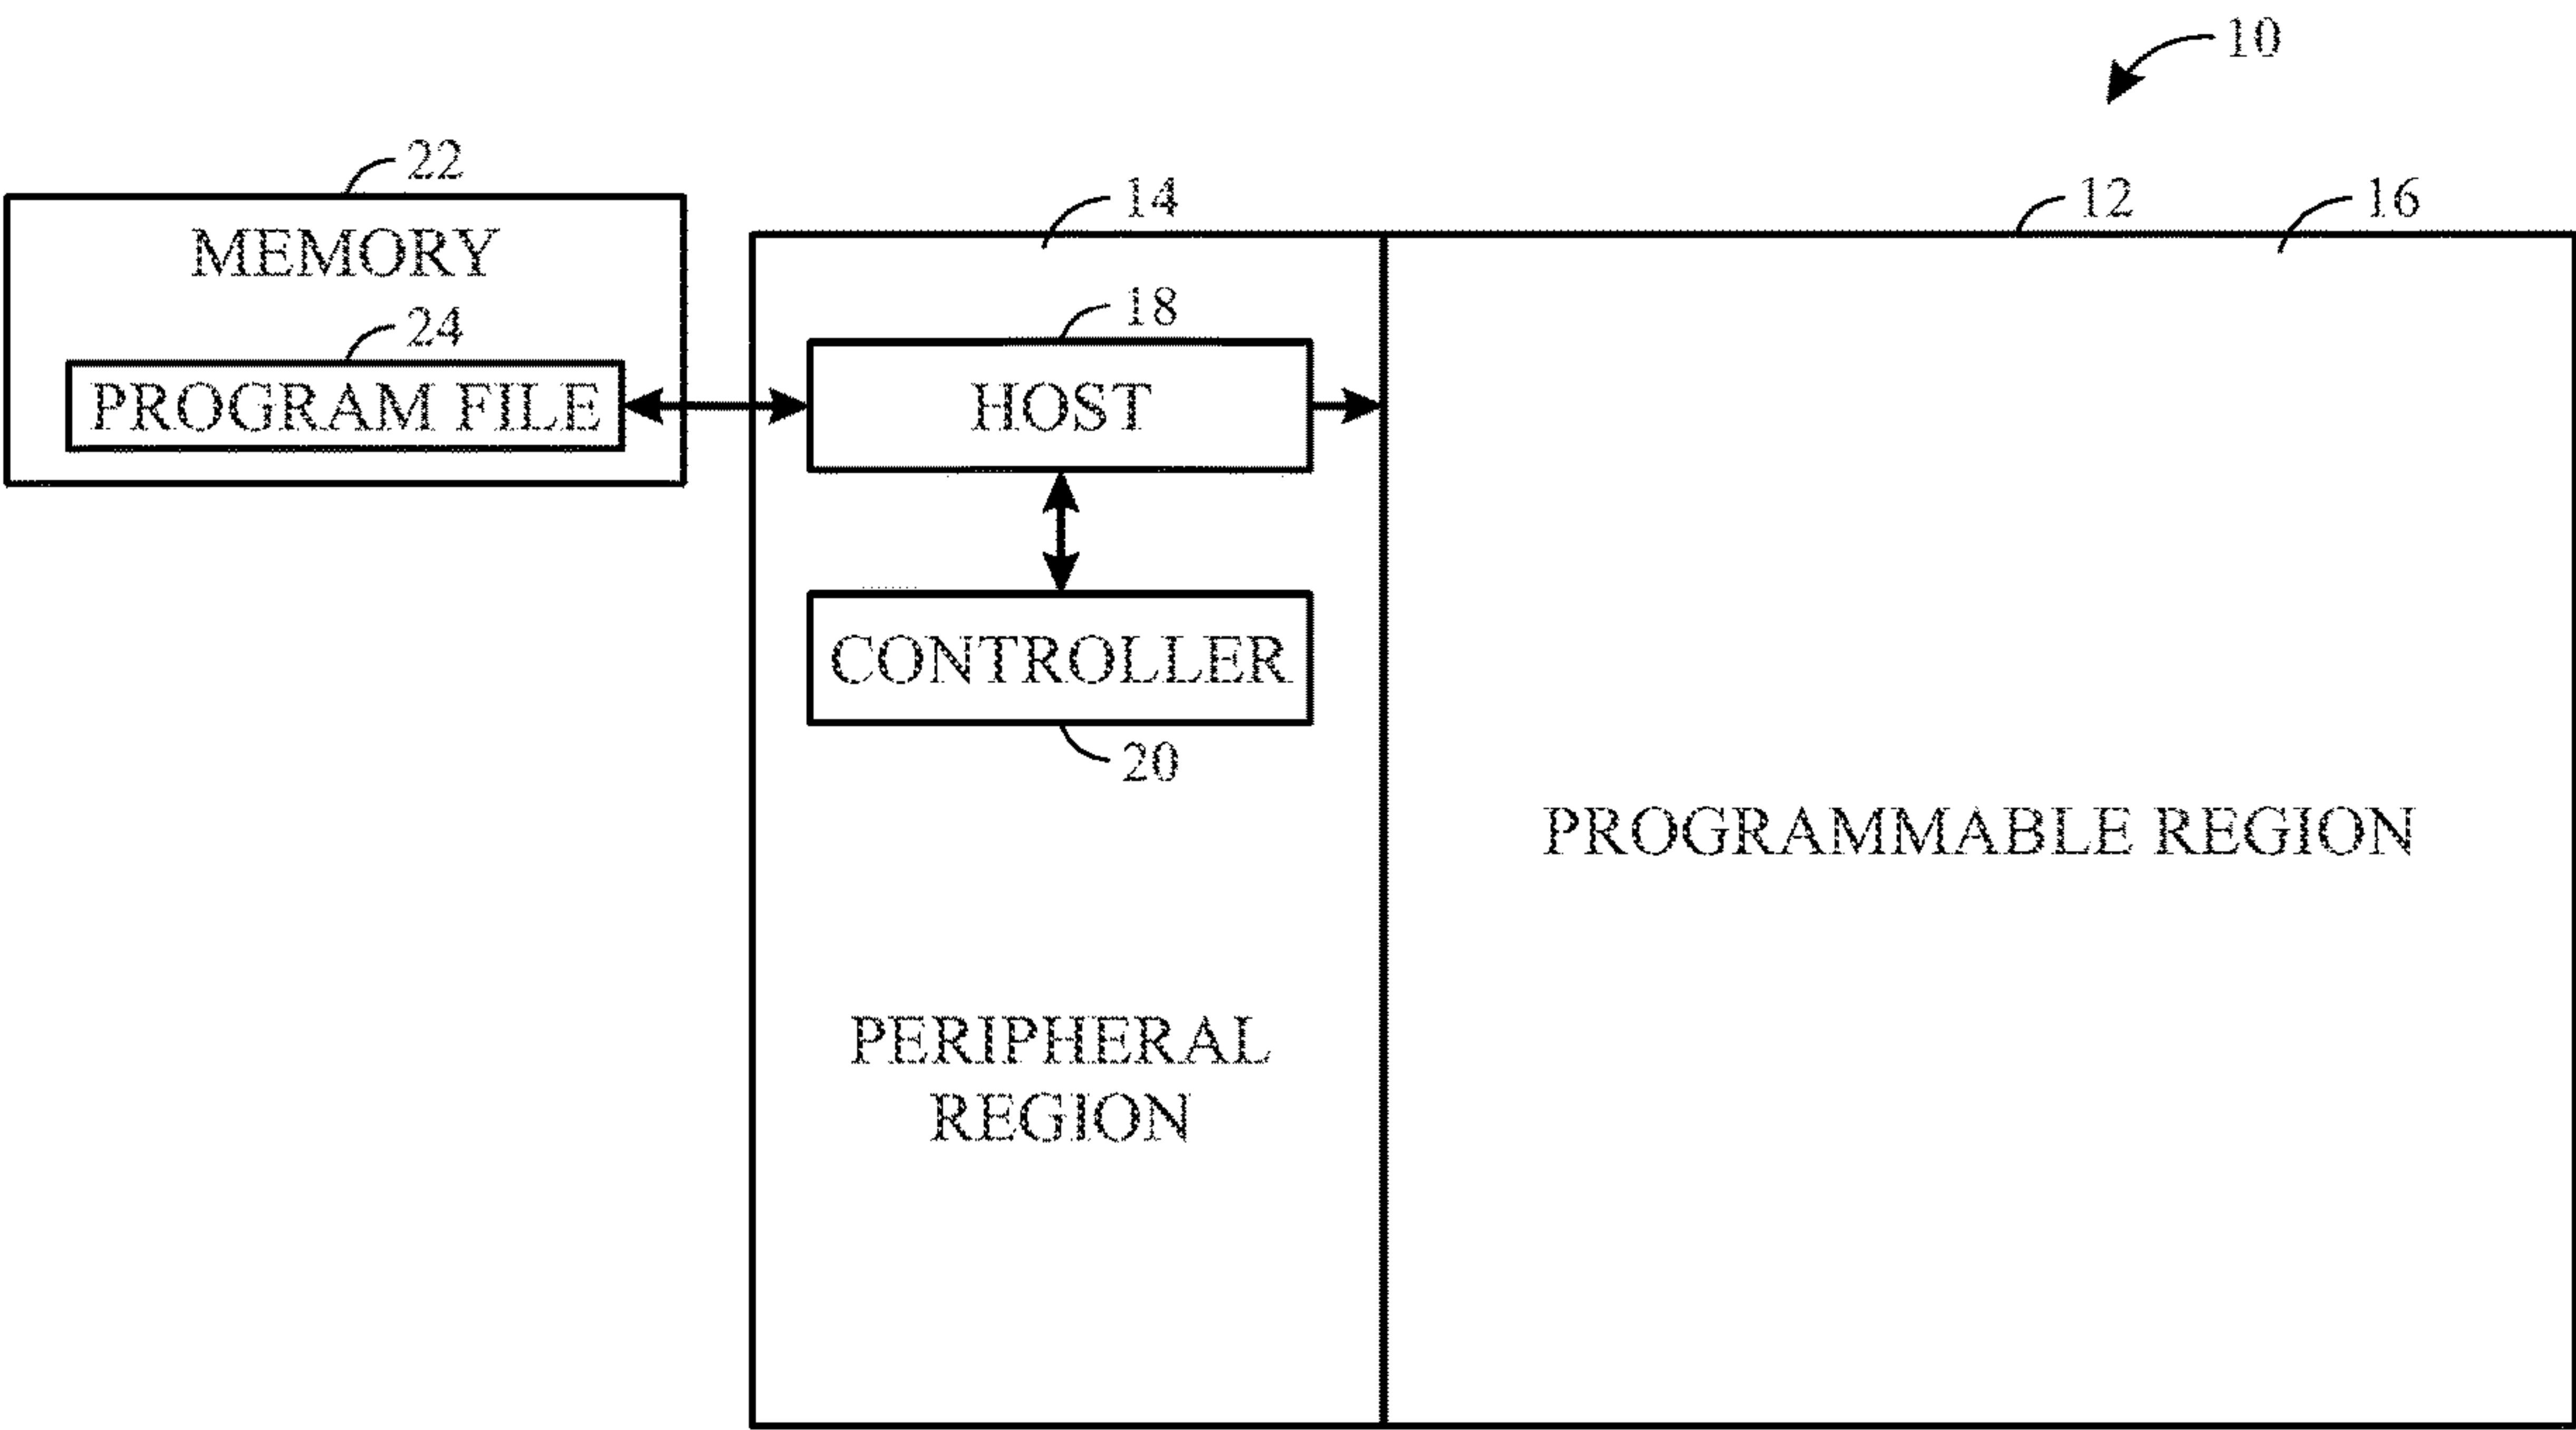 10
22
14
12
16
MEMORY
18
24
PROGRAM FILE
HOST
CONTROLLER
20
PROGRAMMABLE REGION
PERIPHERAL
REGION